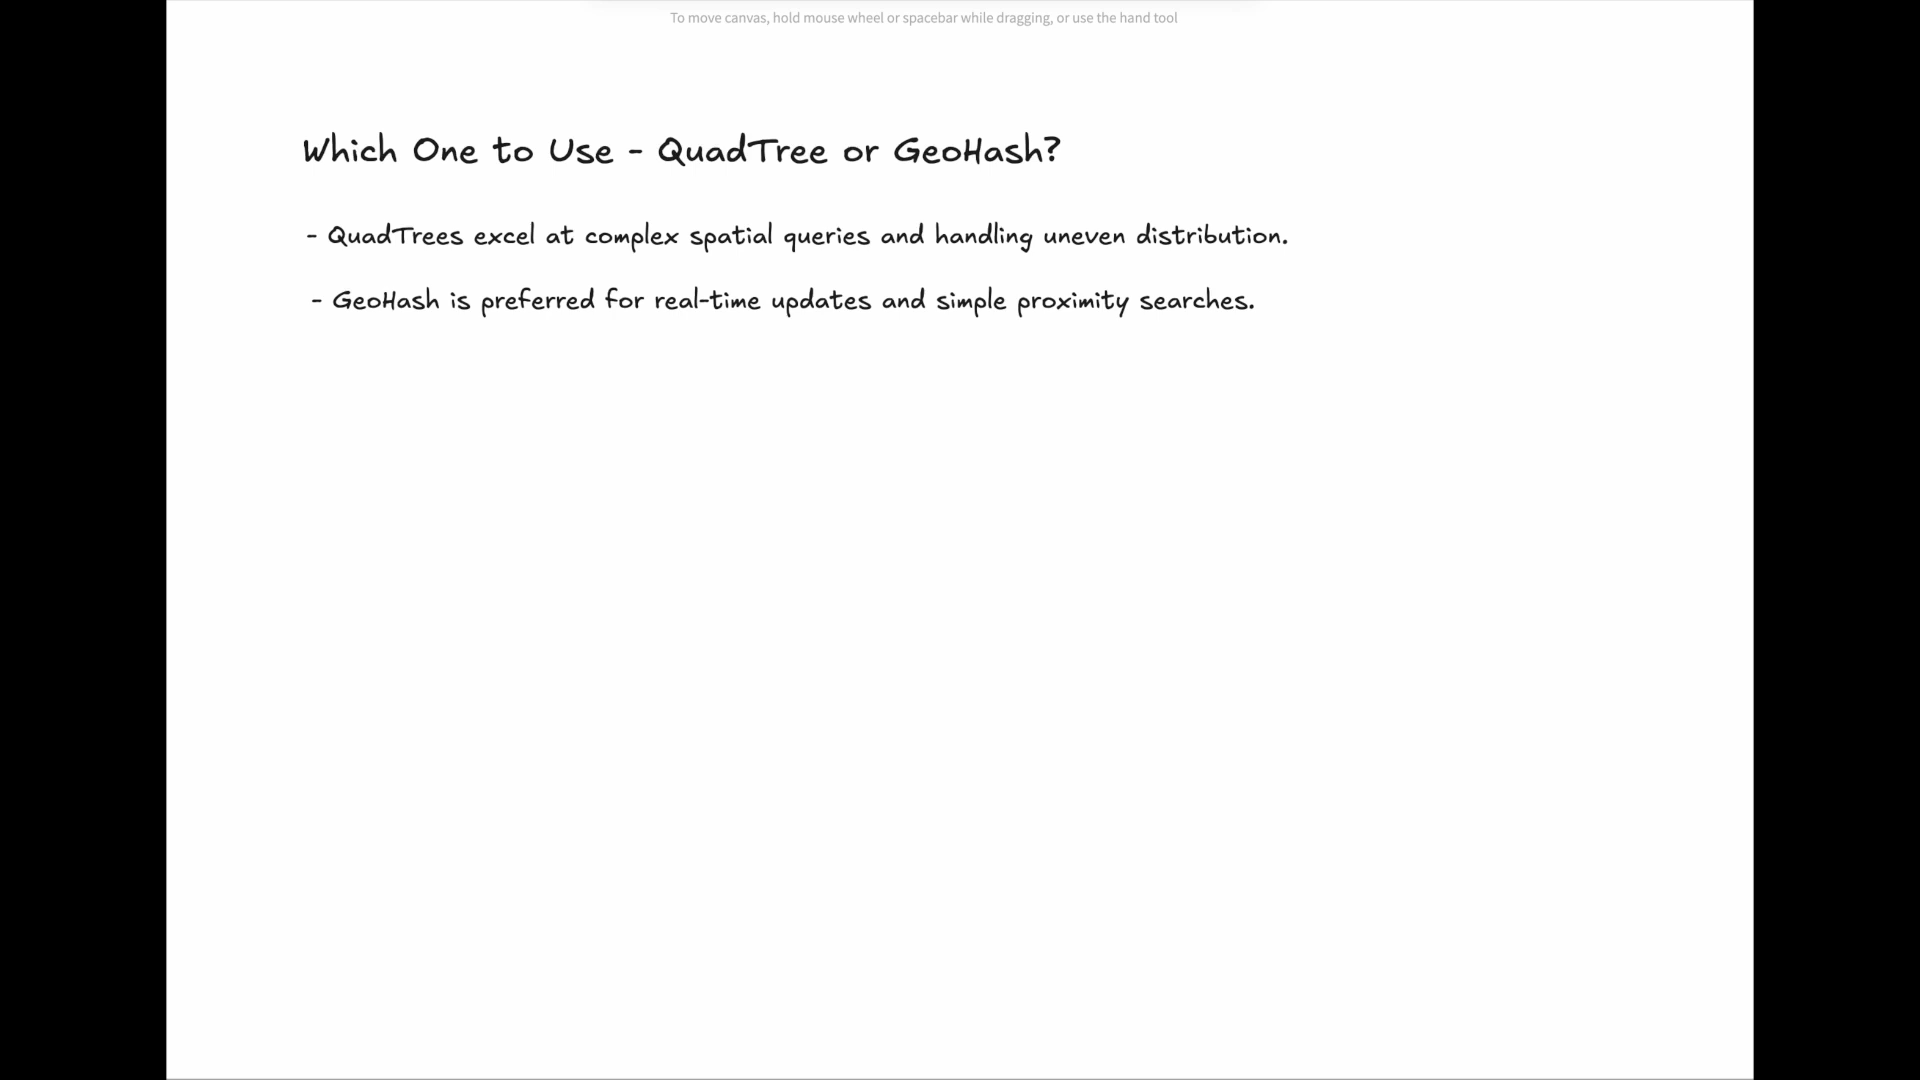 To move canvas, hold mouse wheel or spacebar while dragging, or use the hand tool
Which One to Use - QuadTree or GeoHash?
- QuadTrees excel at complex spatial queries and handling uneven distribution.
- GeoHash is preferred for real-time updates and simple proximity searches.